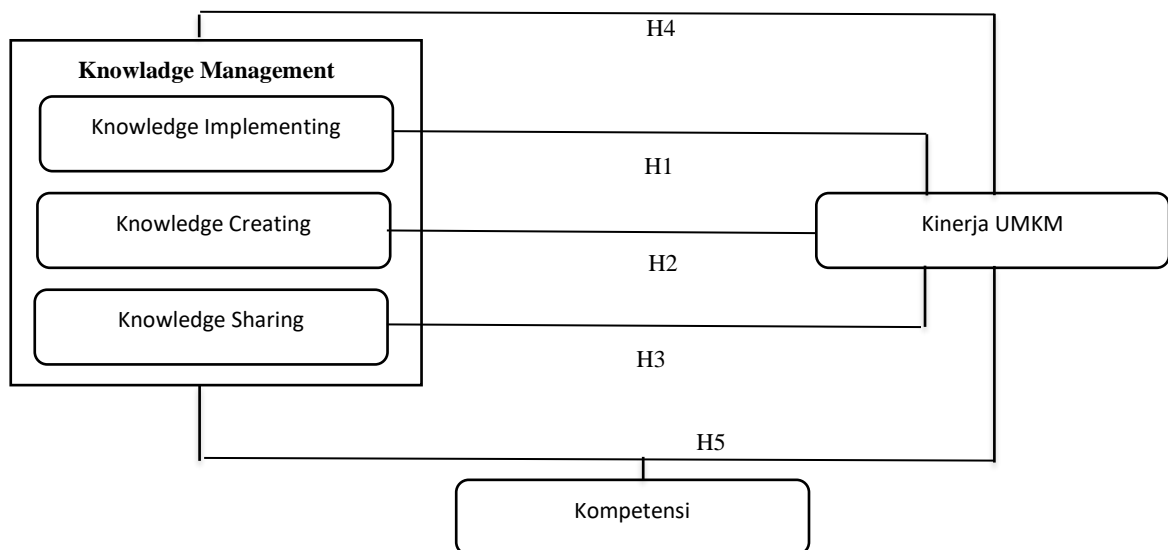 H4
Knowladge Management
Knowledge Implementing
H1
Knowledge Creating
Kinerja UMKM
H2
Knowledge Sharing
H3
H5
Kompetensi